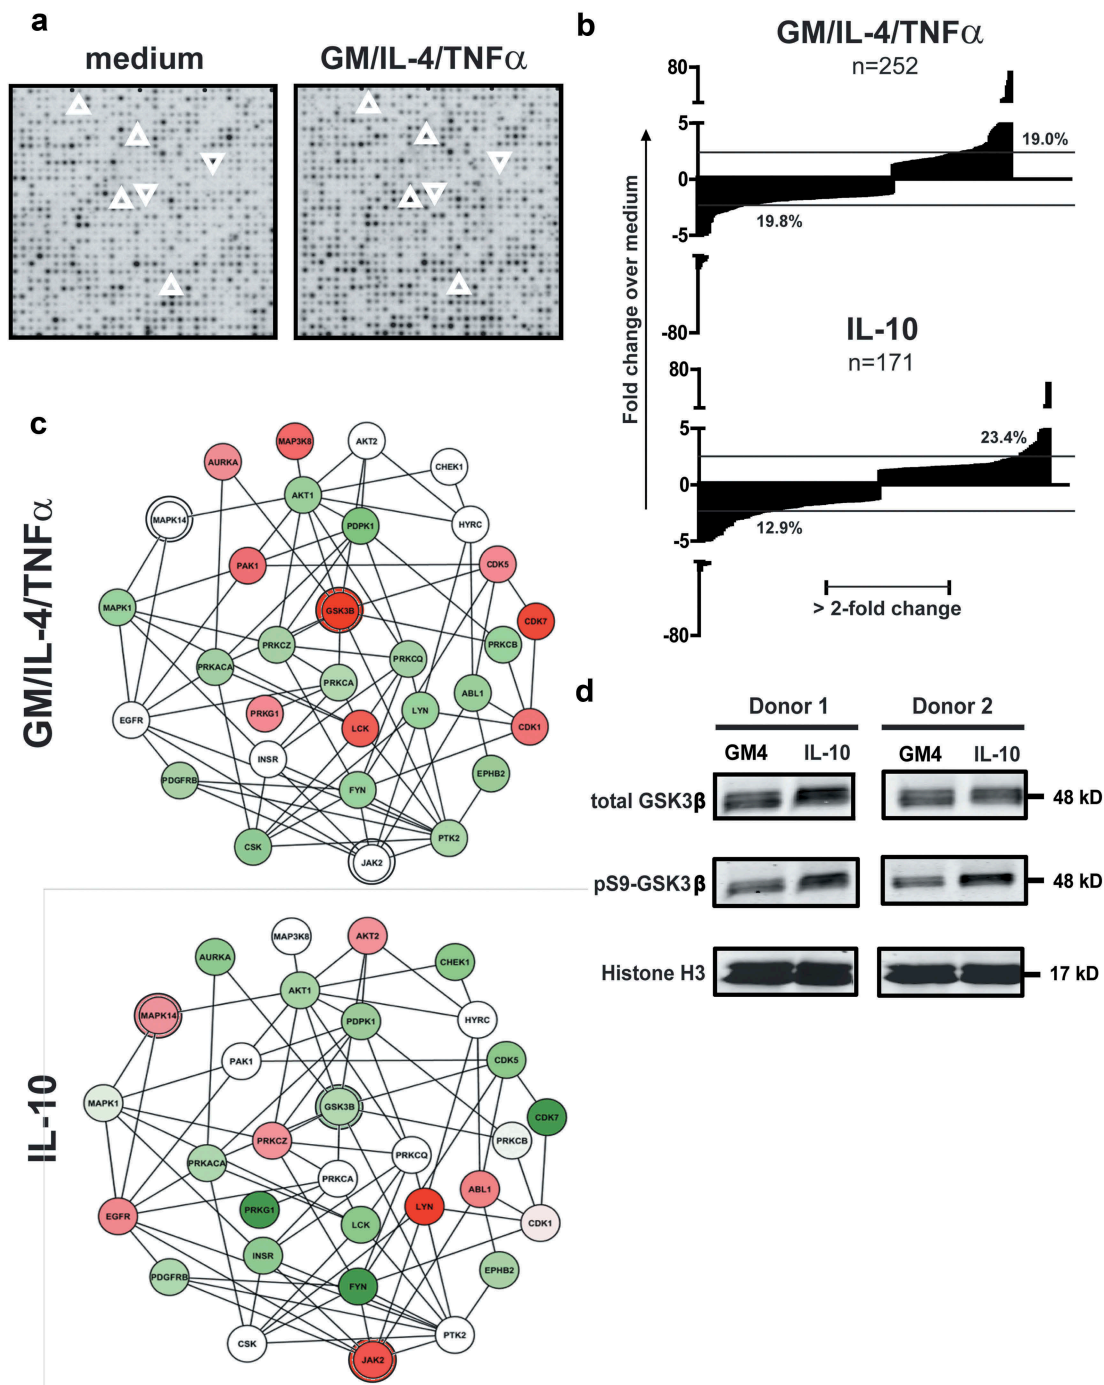 a
medium
GM/IL-4/TNFα
b
GM/IL-4/TNFα
n=252
80
5
0
-5
-80
19.0%
19.8%
Fold change over medium
IL-10
n=171
80
5
0
-5
-80
23.4%
12.9%
> 2-fold change
c
GM/IL-4/TNFα
MAP3K8
AKT2
AURKA
CHEK1
AKT1
MAPK14
PDPK1
HYRC
PAK1
CDK5
MAPK1
GSK3B
CDK7
PRKCZ
PRKCQ
PRKCB
PRKACA
PRKCA
ABL1
EGFR
PRKG1
LYN
LCK
CDK1
INSR
PDGFRB
FYN
EPHB2
CSK
PTK2
JAK2
IL-10
MAP3K8
AKT2
AURKA
CHEK1
AKT1
MAPK14
PDPK1
HYRC
PAK1
CDK5
MAPK1
GSK3B
CDK7
PRKCZ
PRKCQ
PRKCB
PRKACA
PRKCA
ABL1
EGFR
PRKG1
LYN
LCK
CDK1
INSR
PDGFRB
FYN
EPHB2
CSK
PTK2
JAK2
d
Donor 1 Donor 2
GM4 IL-10 GM4 IL-10
total GSK3β 48 kD
pS9-GSK3β 48 kD
Histone H3 17 kD